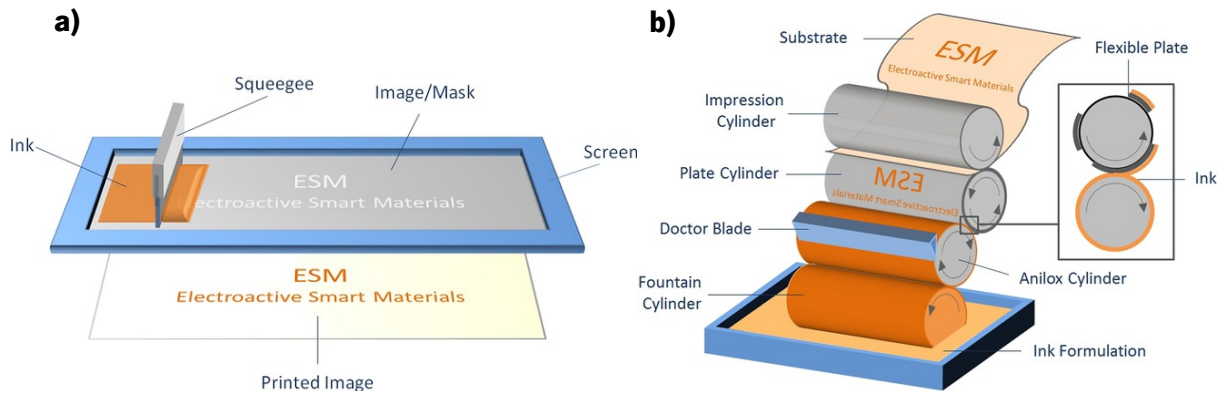 a)
Squeegee
Image/Mask
Ink
Screen
ESM
lectroactive Smart Materials
ESM
Electroactive Smart Materials
Printed Image
b)
Substrate
ESM
Electroactive Smart Materials
Flexible Plate
Impression
Cylinder
Plate Cylinder
ESM
Electroactive Smart Materials
Ink
Doctor Blade
Anilox Cylinder
Fountain
Cylinder
Ink Formulation